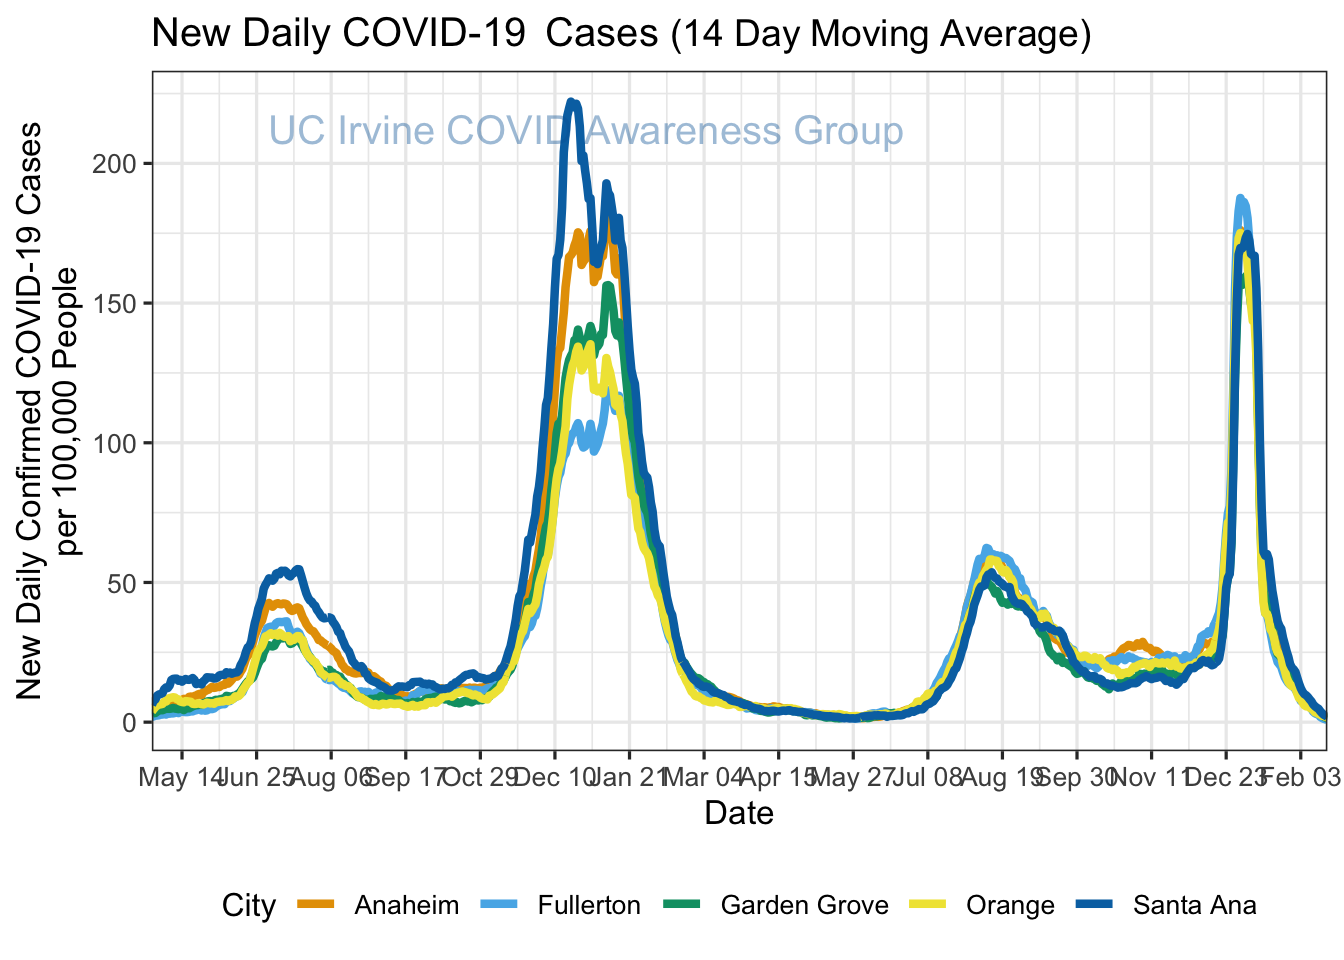 New Daily COVID-19 Cases (14 Day Moving Average)
UC Irvine COVID Awareness Group
New Daily Confirmed COVID-19 Cases
per 100,000 People
200
150
100
50
0
May 14 Jun 25 Aug 06 Sep 17 Oct 29 Dec 10 Jan 21 Mar 04 Apr 15 May 27 Jul 08 Aug 19 Sep 30 Nov 11 Dec 23 Feb 03
Date
City Anaheim Fullerton Garden Grove Orange Santa Ana